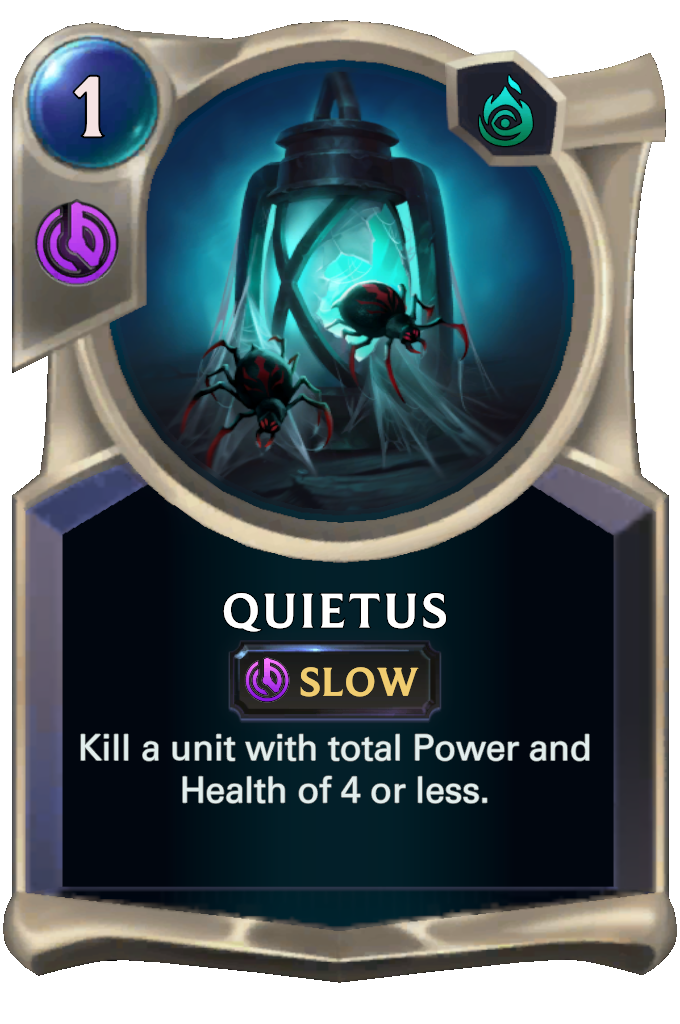 1
QUIETUS
SLOW
Kill a unit with total Power and
Health of 4 or less.